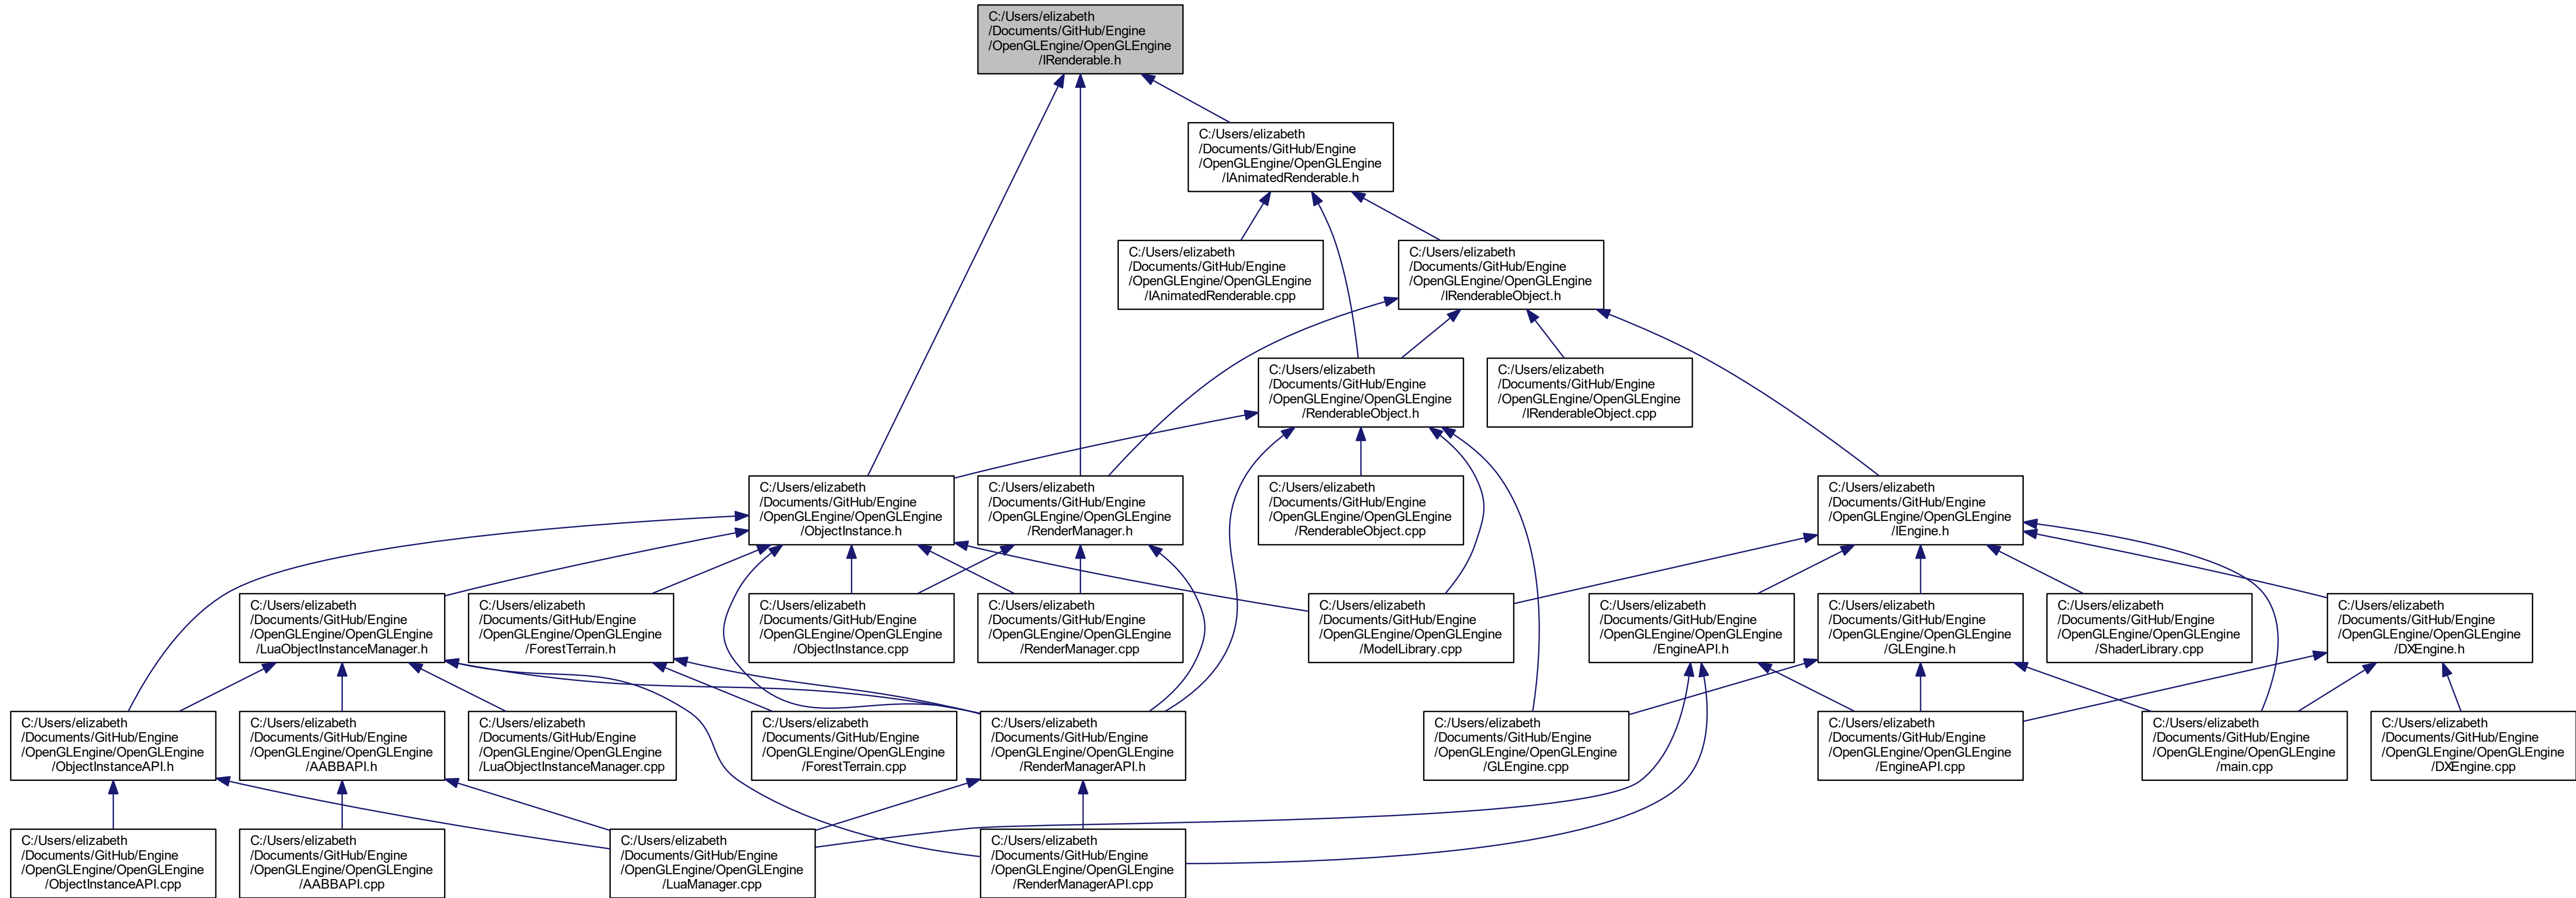 C:/Users/elizabeth
/Documents/GitHub/Engine
/OpenGLEngine/OpenGLEngine
/IRenderable.h
C:/Users/elizabeth
/Documents/GitHub/Engine
/OpenGLEngine/OpenGLEngine
/IAnimatedRenderable.h
C:/Users/elizabeth
/Documents/GitHub/Engine
/OpenGLEngine/OpenGLEngine
/IAnimatedRenderable.cpp
C:/Users/elizabeth
/Documents/GitHub/Engine
/OpenGLEngine/OpenGLEngine
/IRenderableObject.h
C:/Users/elizabeth
/Documents/GitHub/Engine
/OpenGLEngine/OpenGLEngine
/RenderableObject.h
C:/Users/elizabeth
/Documents/GitHub/Engine
/OpenGLEngine/OpenGLEngine
/IRenderableObject.cpp
C:/Users/elizabeth
/Documents/GitHub/Engine
/OpenGLEngine/OpenGLEngine
/ObjectInstance.h
C:/Users/elizabeth
/Documents/GitHub/Engine
/OpenGLEngine/OpenGLEngine
/RenderManager.h
C:/Users/elizabeth
/Documents/GitHub/Engine
/OpenGLEngine/OpenGLEngine
/RenderableObject.cpp
C:/Users/elizabeth
/Documents/GitHub/Engine
/OpenGLEngine/OpenGLEngine
/IEngine.h
C:/Users/elizabeth
/Documents/GitHub/Engine
/OpenGLEngine/OpenGLEngine
/LuaObjectInstanceManager.h
C:/Users/elizabeth
/Documents/GitHub/Engine
/OpenGLEngine/OpenGLEngine
/ForestTerrain.h
C:/Users/elizabeth
/Documents/GitHub/Engine
/OpenGLEngine/OpenGLEngine
/ObjectInstance.cpp
C:/Users/elizabeth
/Documents/GitHub/Engine
/OpenGLEngine/OpenGLEngine
/RenderManager.cpp
C:/Users/elizabeth
/Documents/GitHub/Engine
/OpenGLEngine/OpenGLEngine
/ModelLibrary.cpp
C:/Users/elizabeth
/Documents/GitHub/Engine
/OpenGLEngine/OpenGLEngine
/EngineAPI.h
C:/Users/elizabeth
/Documents/GitHub/Engine
/OpenGLEngine/OpenGLEngine
/GLEngine.h
C:/Users/elizabeth
/Documents/GitHub/Engine
/OpenGLEngine/OpenGLEngine
/ShaderLibrary.cpp
C:/Users/elizabeth
/Documents/GitHub/Engine
/OpenGLEngine/OpenGLEngine
/DXEngine.h
C:/Users/elizabeth
/Documents/GitHub/Engine
/OpenGLEngine/OpenGLEngine
/ObjectInstanceAPI.h
C:/Users/elizabeth
/Documents/GitHub/Engine
/OpenGLEngine/OpenGLEngine
/AABBAPI.h
C:/Users/elizabeth
/Documents/GitHub/Engine
/OpenGLEngine/OpenGLEngine
/LuaObjectInstanceManager.cpp
C:/Users/elizabeth
/Documents/GitHub/Engine
/OpenGLEngine/OpenGLEngine
/ForestTerrain.cpp
C:/Users/elizabeth
/Documents/GitHub/Engine
/OpenGLEngine/OpenGLEngine
/RenderManagerAPI.h
C:/Users/elizabeth
/Documents/GitHub/Engine
/OpenGLEngine/OpenGLEngine
/GLEngine.cpp
C:/Users/elizabeth
/Documents/GitHub/Engine
/OpenGLEngine/OpenGLEngine
/EngineAPI.cpp
C:/Users/elizabeth
/Documents/GitHub/Engine
/OpenGLEngine/OpenGLEngine
/main.cpp
C:/Users/elizabeth
/Documents/GitHub/Engine
/OpenGLEngine/OpenGLEngine
/DXEngine.cpp
C:/Users/elizabeth
/Documents/GitHub/Engine
/OpenGLEngine/OpenGLEngine
/ObjectInstanceAPI.cpp
C:/Users/elizabeth
/Documents/GitHub/Engine
/OpenGLEngine/OpenGLEngine
/AABBAPI.cpp
C:/Users/elizabeth
/Documents/GitHub/Engine
/OpenGLEngine/OpenGLEngine
/LuaManager.cpp
C:/Users/elizabeth
/Documents/GitHub/Engine
/OpenGLEngine/OpenGLEngine
/RenderManagerAPI.cpp